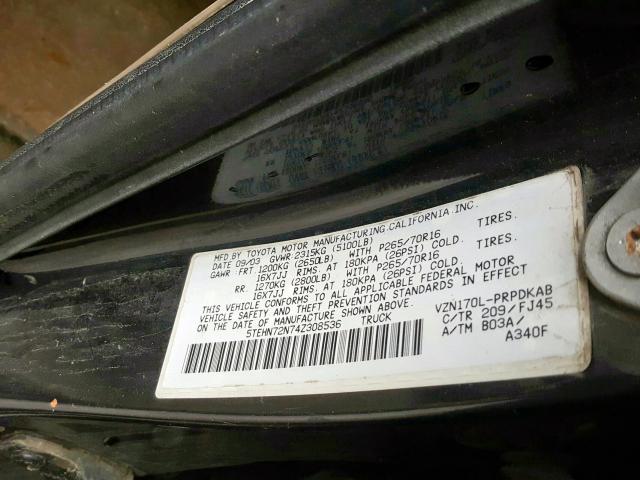 MFD BY TOYOTA MOTOR MANUFACTURING,CALIFORNIA,INC.
DATE 09/03 GVWR 2315KG (5100LB)
GAWR: FRT 1200KG (2650LB) WITH P265/70R16 TIRES.
16X7JJ RIMS. AT 180KPA (26PSI) COLD.
RR. 1270KG (2800LB) WITH P265/70R16 TIRES.
16X7JJ RIMS. AT 180KPA (26PSI) COLD.
THIS VEHICLE CONFORMS TO ALL APPLICABLE FEDERAL MOTOR
VEHICLE SAFETY AND THEFT PREVENTION STANDARDS IN EFFECT
ON THE DATE OF MANUFACTURE SHOWN ABOVE.
5TEHN72N74Z308536 TRUCK
VZN170L-PRPDKAB
C/TR 209/FJ45
A/TM B03A/
A340F